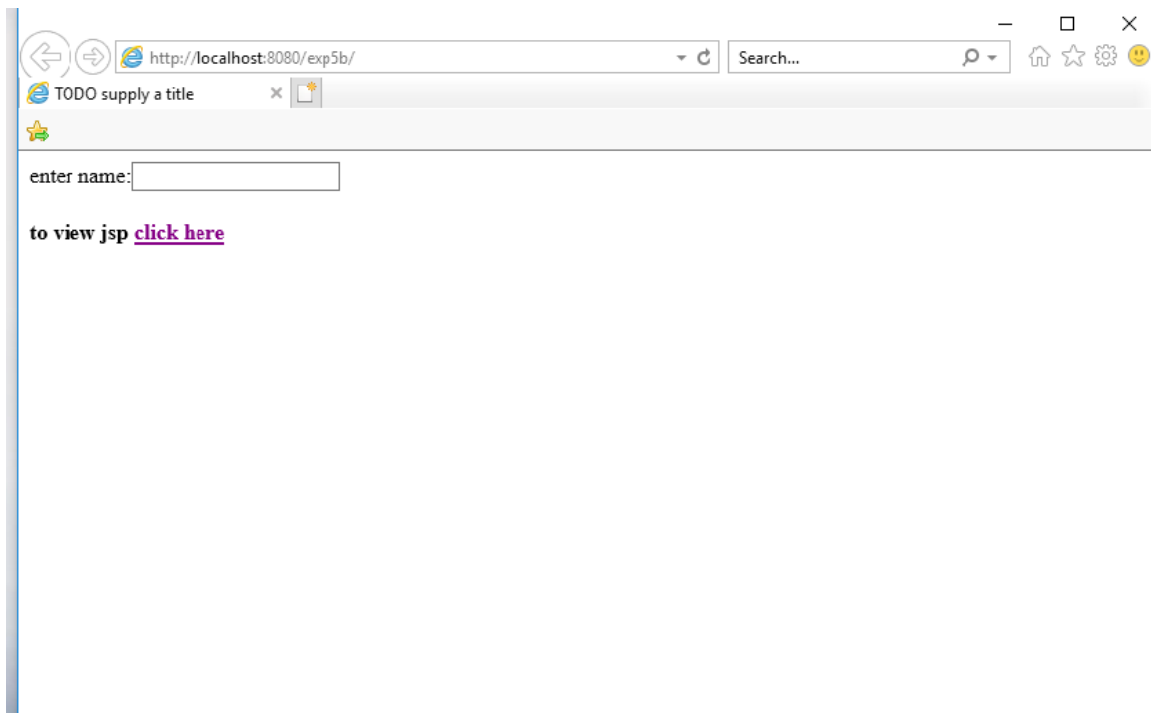 http://localhost:8080/exp5b/
Search...
TODO supply a title
enter name:
to view jsp click here